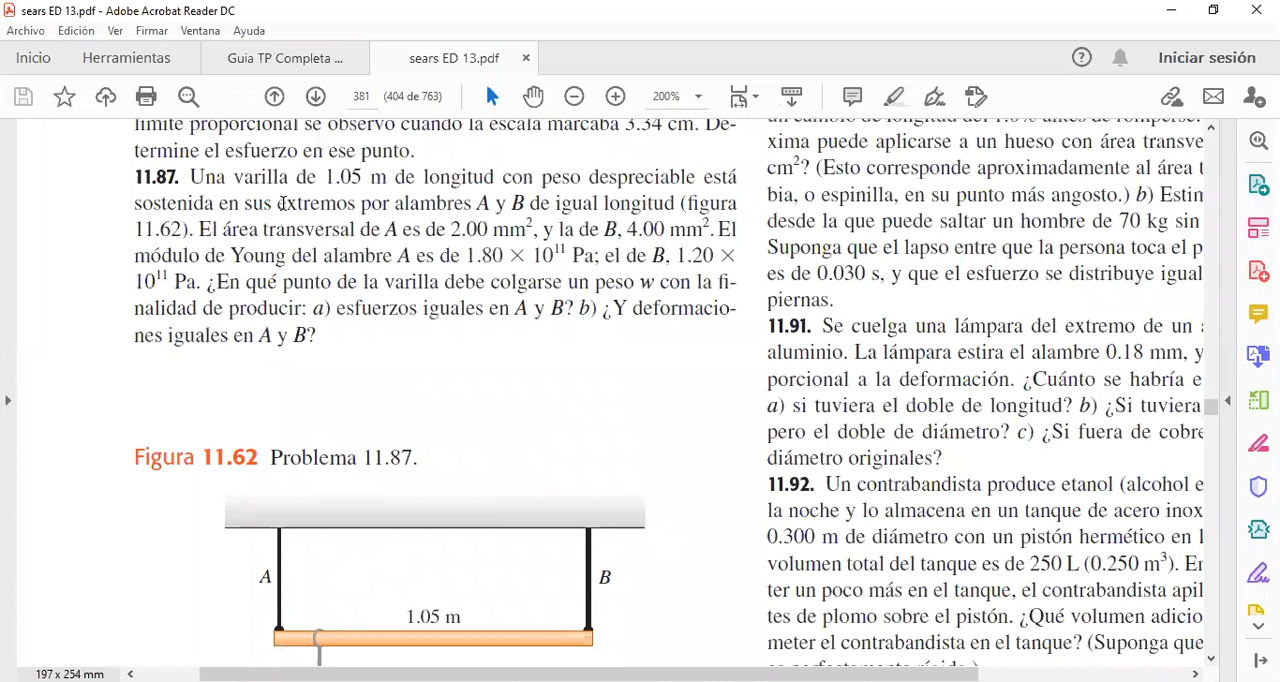 sears ED 13.pdf - Adobe Acrobat Reader DC
Archivo Edición Ver Firmar Ventana Ayuda
Inicio Herramientas Guia TP Completa ... sears ED 13.pdf × Iniciar sesión
381 (404 de 763) 200%
límite proporcional se observó cuando la escala marcaba 3.34 cm. De-
termine el esfuerzo en ese punto.
11.87. Una varilla de 1.05 m de longitud con peso despreciable está
sostenida en sus extremos por alambres A y B de igual longitud (figura
11.62). El área transversal de A es de 2.00 mm², y la de B, 4.00 mm². El
módulo de Young del alambre A es de 1.80 × 10¹¹ Pa; el de B, 1.20 ×
10¹¹ Pa. ¿En qué punto de la varilla debe colgarse un peso w con la fi-
nalidad de producir: a) esfuerzos iguales en A y B? b) ¿Y deformacio-
nes iguales en A y B?
Figura 11.62 Problema 11.87.
A
B
1.05 m
xima puede aplicarse a un hueso con área transve
cm²? (Esto corresponde aproximadamente al área t
bia, o espinilla, en su punto más angosto.) b) Estim
desde la que puede saltar un hombre de 70 kg sin
Suponga que el lapso entre que la persona toca el p
es de 0.030 s, y que el esfuerzo se distribuye igual
piernas.
11.91. Se cuelga una lámpara del extremo de un a
aluminio. La lámpara estira el alambre 0.18 mm, y
porcional a la deformación. ¿Cuánto se habría e
a) si tuviera el doble de longitud? b) ¿Si tuviera
pero el doble de diámetro? c) ¿Si fuera de cobre
diámetro originales?
11.92. Un contrabandista produce etanol (alcohol e
la noche y lo almacena en un tanque de acero inox
0.300 m de diámetro con un pistón hermético en l
volumen total del tanque es de 250 L (0.250 m³). En
ter un poco más en el tanque, el contrabandista apil
tes de plomo sobre el pistón. ¿Qué volumen adicio
meter el contrabandista en el tanque? (Suponga que
197 x 254 mm